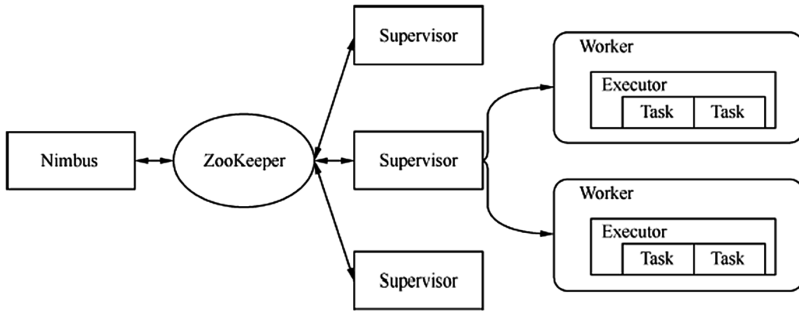 Nimbus
ZooKeeper
Supervisor
Supervisor
Supervisor
Worker
Executor
Task Task
Worker
Executor
Task Task